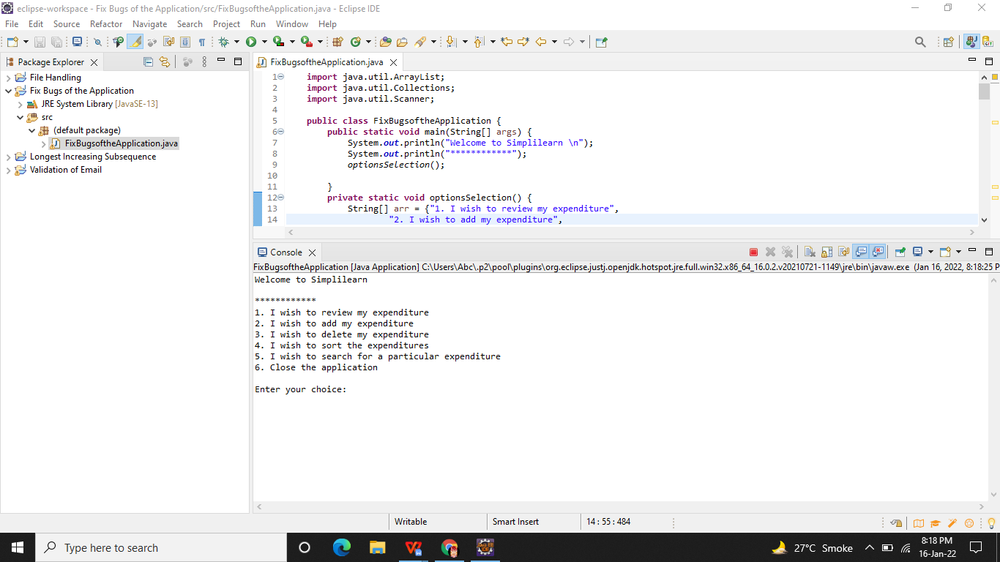 eclipse-workspace - Fix Bugs of the Application/src/FixBugsoftheApplication.java - Eclipse IDE
File Edit Source Refactor Navigate Search Project Run Window Help
Package Explorer
File Handling
Fix Bugs of the Application
JRE System Library [JavaSE-13]
src
(default package)
FixBugsoftheApplication.java
Longest Increasing Subsequence
Validation of Email
FixBugsoftheApplication.java
1 import java.util.ArrayList;
2 import java.util.Collections;
3 import java.util.Scanner;
4
5 public class FixBugsoftheApplication {
6 public static void main(String[] args) {
7 System.out.println("Welcome to Simplilearn \n");
8 System.out.println("************");
9 optionsSelection();
10
11 }
12 private static void optionsSelection() {
13 String[] arr = {"1. I wish to review my expenditure",
14 "2. I wish to add my expenditure",
Console
FixBugsoftheApplication [Java Application] C:\Users\Abc\.p2\pool\plugins\org.eclipse.justj.openjdk.hotspot.jre.full.win32.x86_64_16.0.2.v20210721-1149\jre\bin\javaw.exe (Jan 16, 2022, 8:18:25 P
Welcome to Simplilearn
************
1. I wish to review my expenditure
2. I wish to add my expenditure
3. I wish to delete my expenditure
4. I wish to sort the expenditures
5. I wish to search for a particular expenditure
6. Close the application
Enter your choice:
Writable Smart Insert 14 : 55 : 484
Type here to search
27°C Smoke
8:18 PM
16-Jan-22